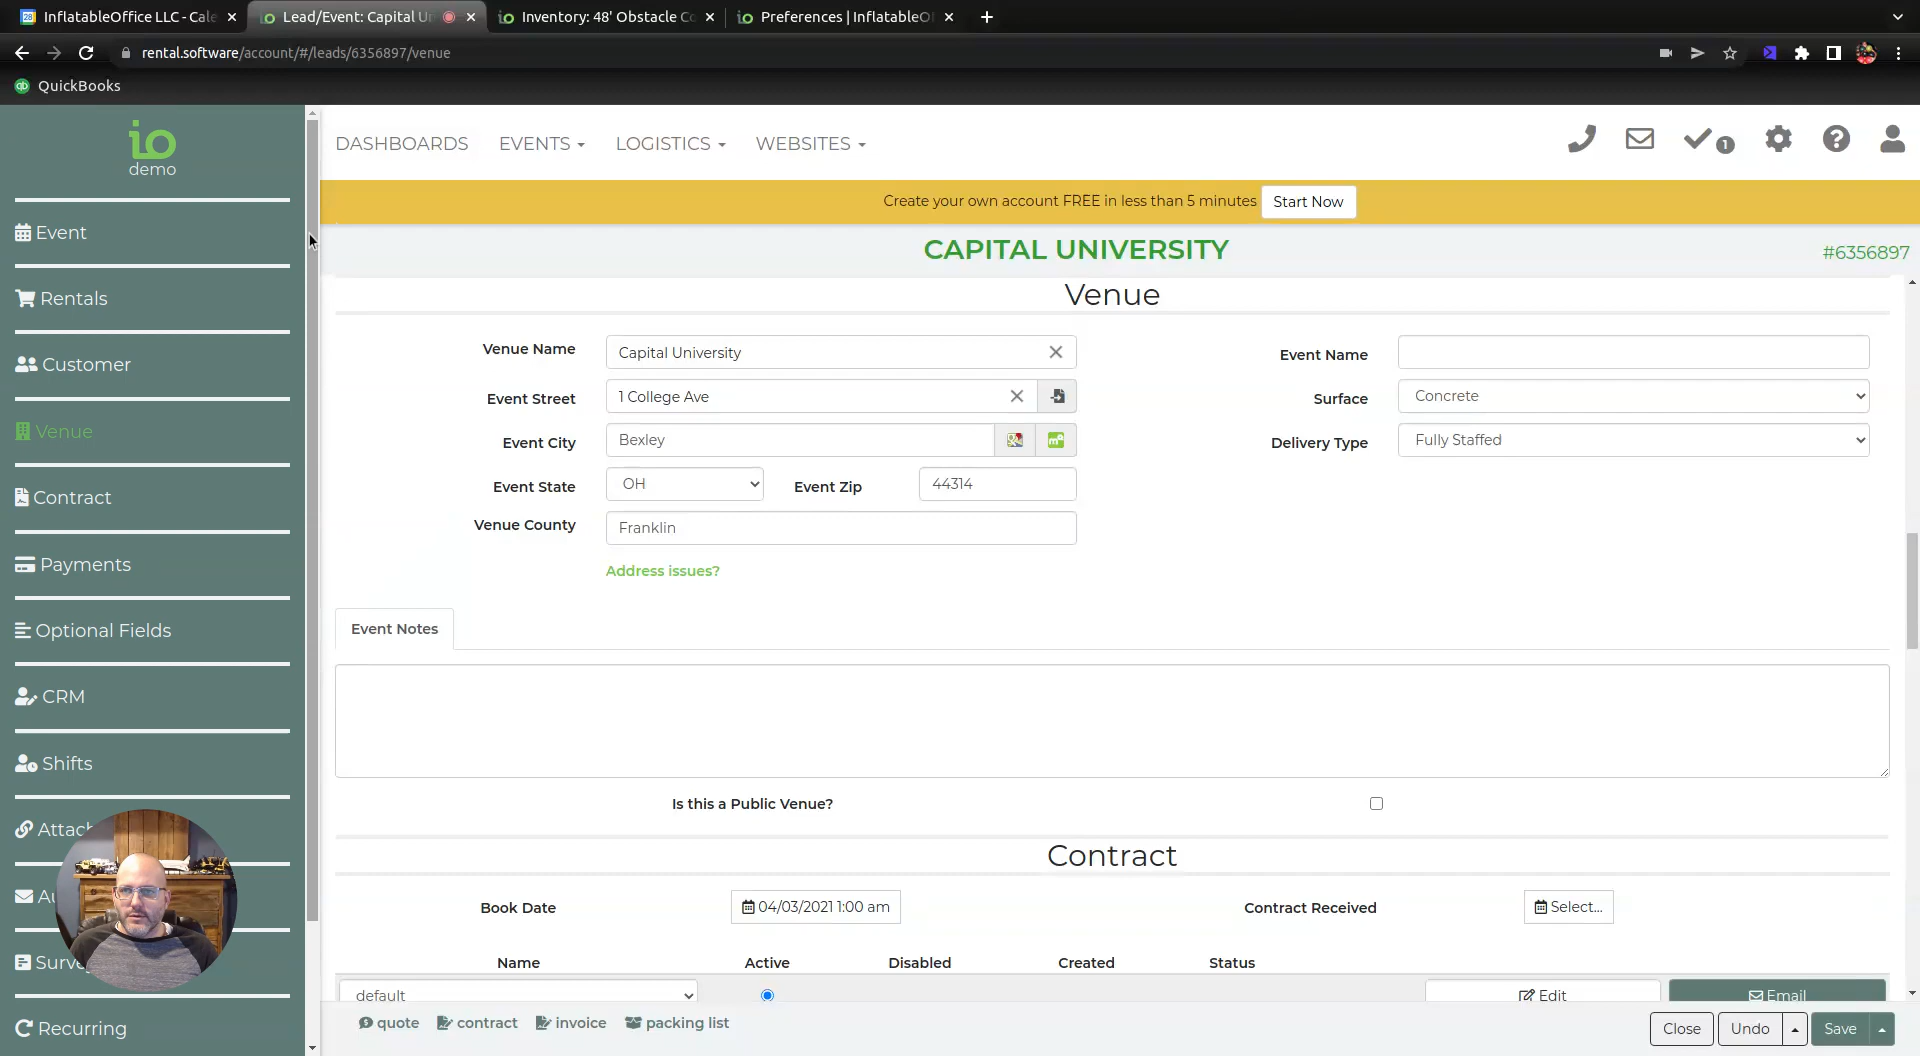 InflatableOffice LLC - Cale
Lead/Event: Capital U
Inventory: 48' Obstacle C
Preferences | InflatableO
rental.software/account/#/leads/6356897/venue
QuickBooks
io
demo
DASHBOARDS
EVENTS
LOGISTICS
WEBSITES
1
Create your own account FREE in less than 5 minutes
Start Now
CAPITAL UNIVERSITY
#6356897
Event
Rentals
Customer
Venue
Contract
Payments
Optional Fields
CRM
Shifts
Attac
Au
Surve
Recurring
Venue
Venue Name
Capital University
Event Name
Event Street
1 College Ave
Surface
Concrete
Event City
Bexley
Delivery Type
Fully Staffed
Event State
OH
Event Zip
44314
Venue County
Franklin
Address issues?
Event Notes
Is this a Public Venue?
Contract
Book Date
04/03/2021 1:00 am
Contract Received
Select...
Name
Active
Disabled
Created
Status
default
Edit
Email
quote
contract
invoice
packing list
Close
Undo
Save